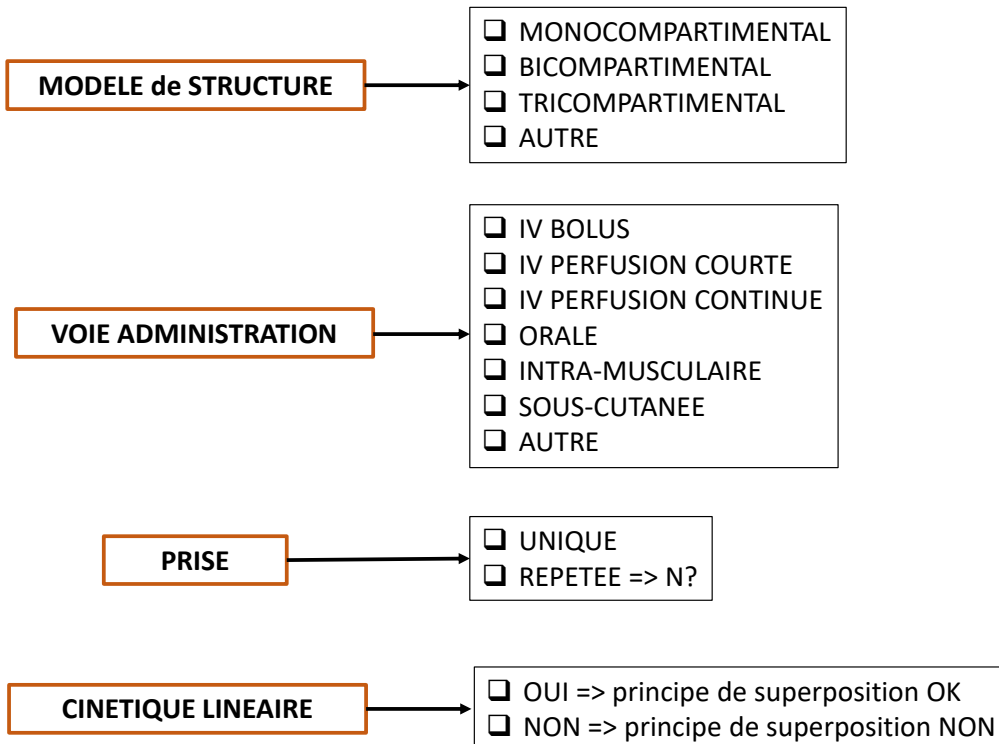 MODELE de STRUCTURE
❑ MONOCOMPARTIMENTAL
❑ BICOMPARTIMENTAL
❑ TRICOMPARTIMENTAL
❑ AUTRE
VOIE ADMINISTRATION
❑ IV BOLUS
❑ IV PERFUSION COURTE
❑ IV PERFUSION CONTINUE
❑ ORALE
❑ INTRA-MUSCULAIRE
❑ SOUS-CUTANEE
❑ AUTRE
PRISE
❑ UNIQUE
❑ REPETEE => N?
CINETIQUE LINEAIRE
❑ OUI => principe de superposition OK
❑ NON => principe de superposition NON